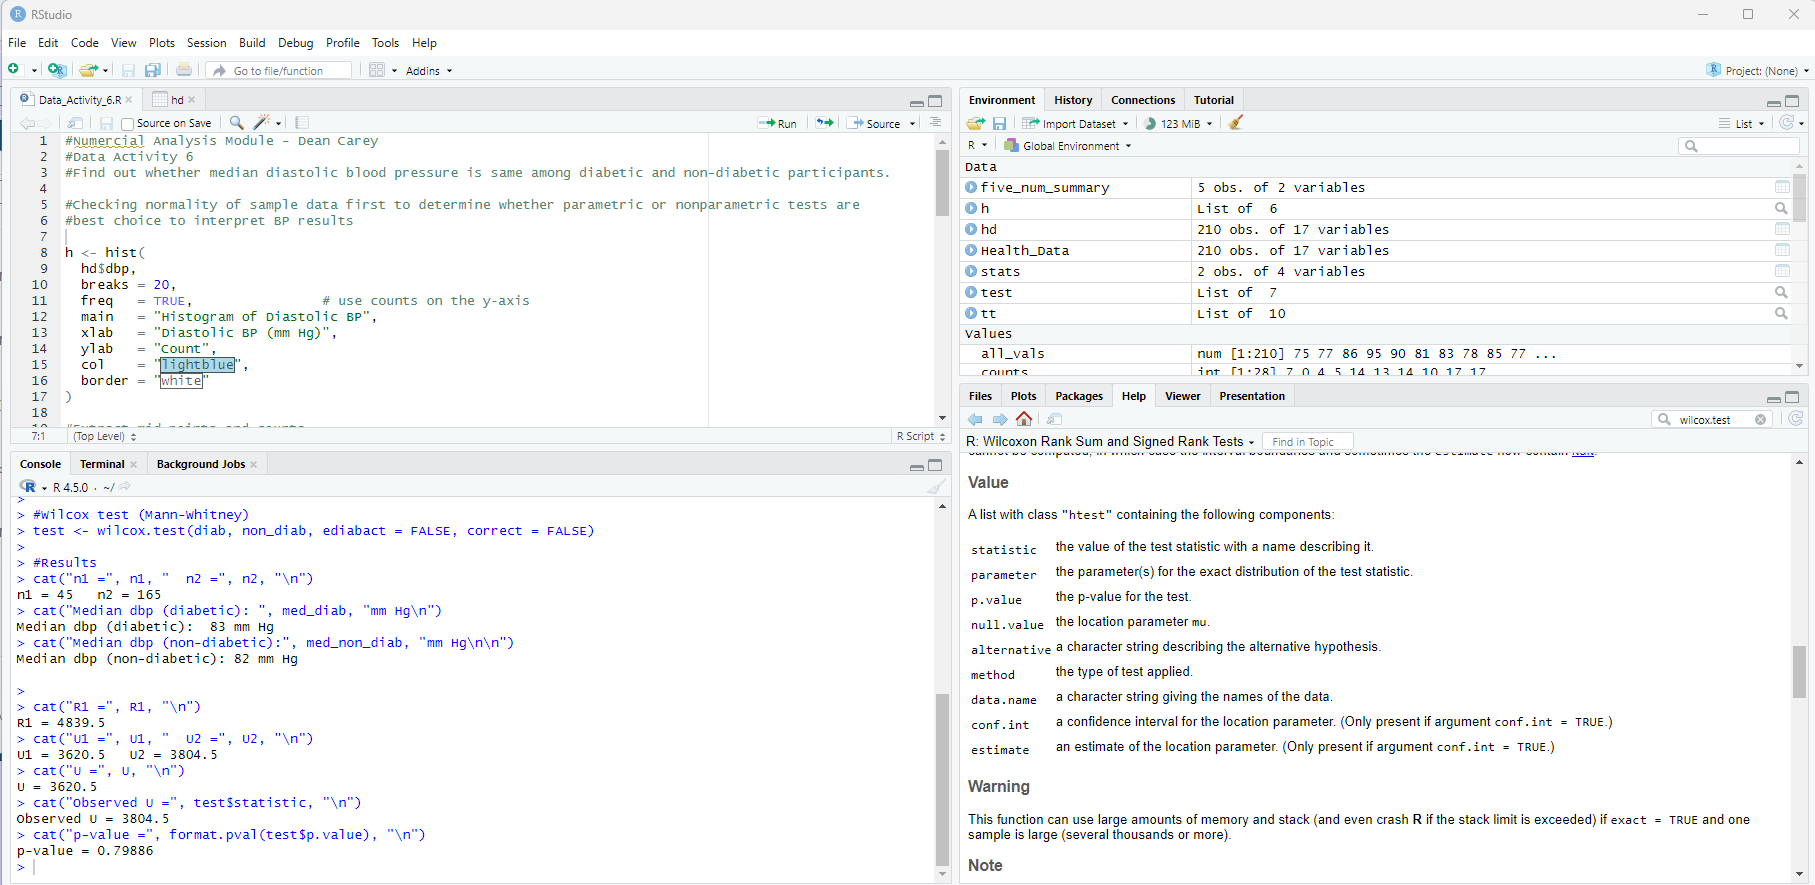 RStudio
File Edit Code View Plots Session Build Debug Profile Tools Help
Go to file/function Addins Project: (None)
Data_Activity_6.R hd
Source on Save Run Source
1 #Numercial Analysis Module - Dean Carey
2 #Data Activity 6
3 #Find out whether median diastolic blood pressure is same among diabetic and non-diabetic participants.
4
5 #Checking normality of sample data first to determine whether parametric or nonparametric tests are
6 #best choice to interpret BP results
7
8 h <- hist(
9 hd$dbp,
10 breaks = 20,
11 freq = TRUE, # use counts on the y-axis
12 main = "Histogram of Diastolic BP",
13 xlab = "Diastolic BP (mm Hg)",
14 ylab = "Count",
15 col = "lightblue",
16 border = "white"
17 )
18
7:1 (Top Level) R Script
Console Terminal Background Jobs
R 4.5.0 · ~/
>
> #Wilcox test (Mann-Whitney)
> test <- wilcox.test(diab, non_diab, ediabact = FALSE, correct = FALSE)
>
> #Results
> cat("n1 =", n1, " n2 =", n2, "\n")
n1 = 45 n2 = 165
> cat("Median dbp (diabetic): ", med_diab, "mm Hg\n")
Median dbp (diabetic): 83 mm Hg
> cat("Median dbp (non-diabetic):", med_non_diab, "mm Hg\n\n")
Median dbp (non-diabetic): 82 mm Hg
>
> cat("R1 =", R1, "\n")
R1 = 4839.5
> cat("U1 =", U1, " U2 =", U2, "\n")
U1 = 3620.5 U2 = 3804.5
> cat("U =", U, "\n")
U = 3620.5
> cat("Observed U =", test$statistic, "\n")
Observed U = 3804.5
> cat("p-value =", format.pval(test$p.value), "\n")
p-value = 0.79886
>
Environment History Connections Tutorial
Import Dataset 123 MiB List
R Global Environment
Data
five_num_summary 5 obs. of 2 variables
h List of 6
hd 210 obs. of 17 variables
Health_Data 210 obs. of 17 variables
stats 2 obs. of 4 variables
test List of 7
tt List of 10
Values
all_vals num [1:210] 75 77 86 95 90 81 83 78 85 77 ...
counts int [1:28] 7 0 4 5 14 13 14 10 17 17
Files Plots Packages Help Viewer Presentation
wilcox.test
R: Wilcoxon Rank Sum and Signed Rank Tests Find in Topic
Value
A list with class "htest" containing the following components:
statistic the value of the test statistic with a name describing it.
parameter the parameter(s) for the exact distribution of the test statistic.
p.value the p-value for the test.
null.value the location parameter mu.
alternative a character string describing the alternative hypothesis.
method the type of test applied.
data.name a character string giving the names of the data.
conf.int a confidence interval for the location parameter. (Only present if argument conf.int = TRUE.)
estimate an estimate of the location parameter. (Only present if argument conf.int = TRUE.)
Warning
This function can use large amounts of memory and stack (and even crash R if the stack limit is exceeded) if exact = TRUE and one
sample is large (several thousands or more).
Note